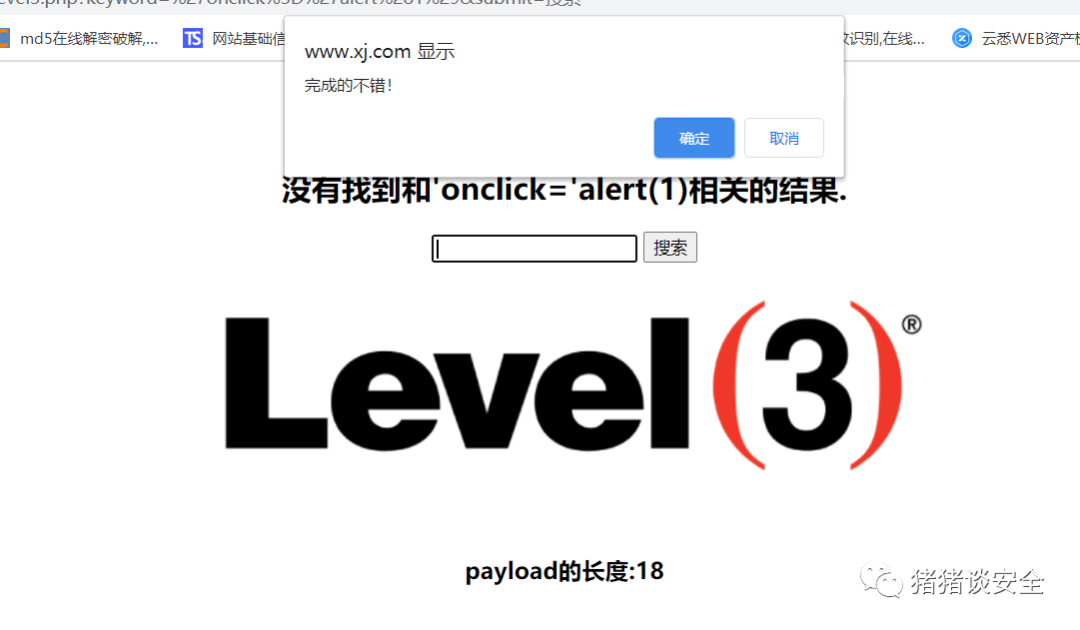 level3.php?keyword=%27onclick%3D%27alert%281%29&submit=搜索
md5在线解密破解,... TS 网站基础信 识别,在线... 云悉WEB资产
www.xj.com 显示
完成的不错!
确定 取消
没有找到和'onclick='alert(1)相关的结果.
搜索
Level(3)®
payload的长度:18
猪猪谈安全